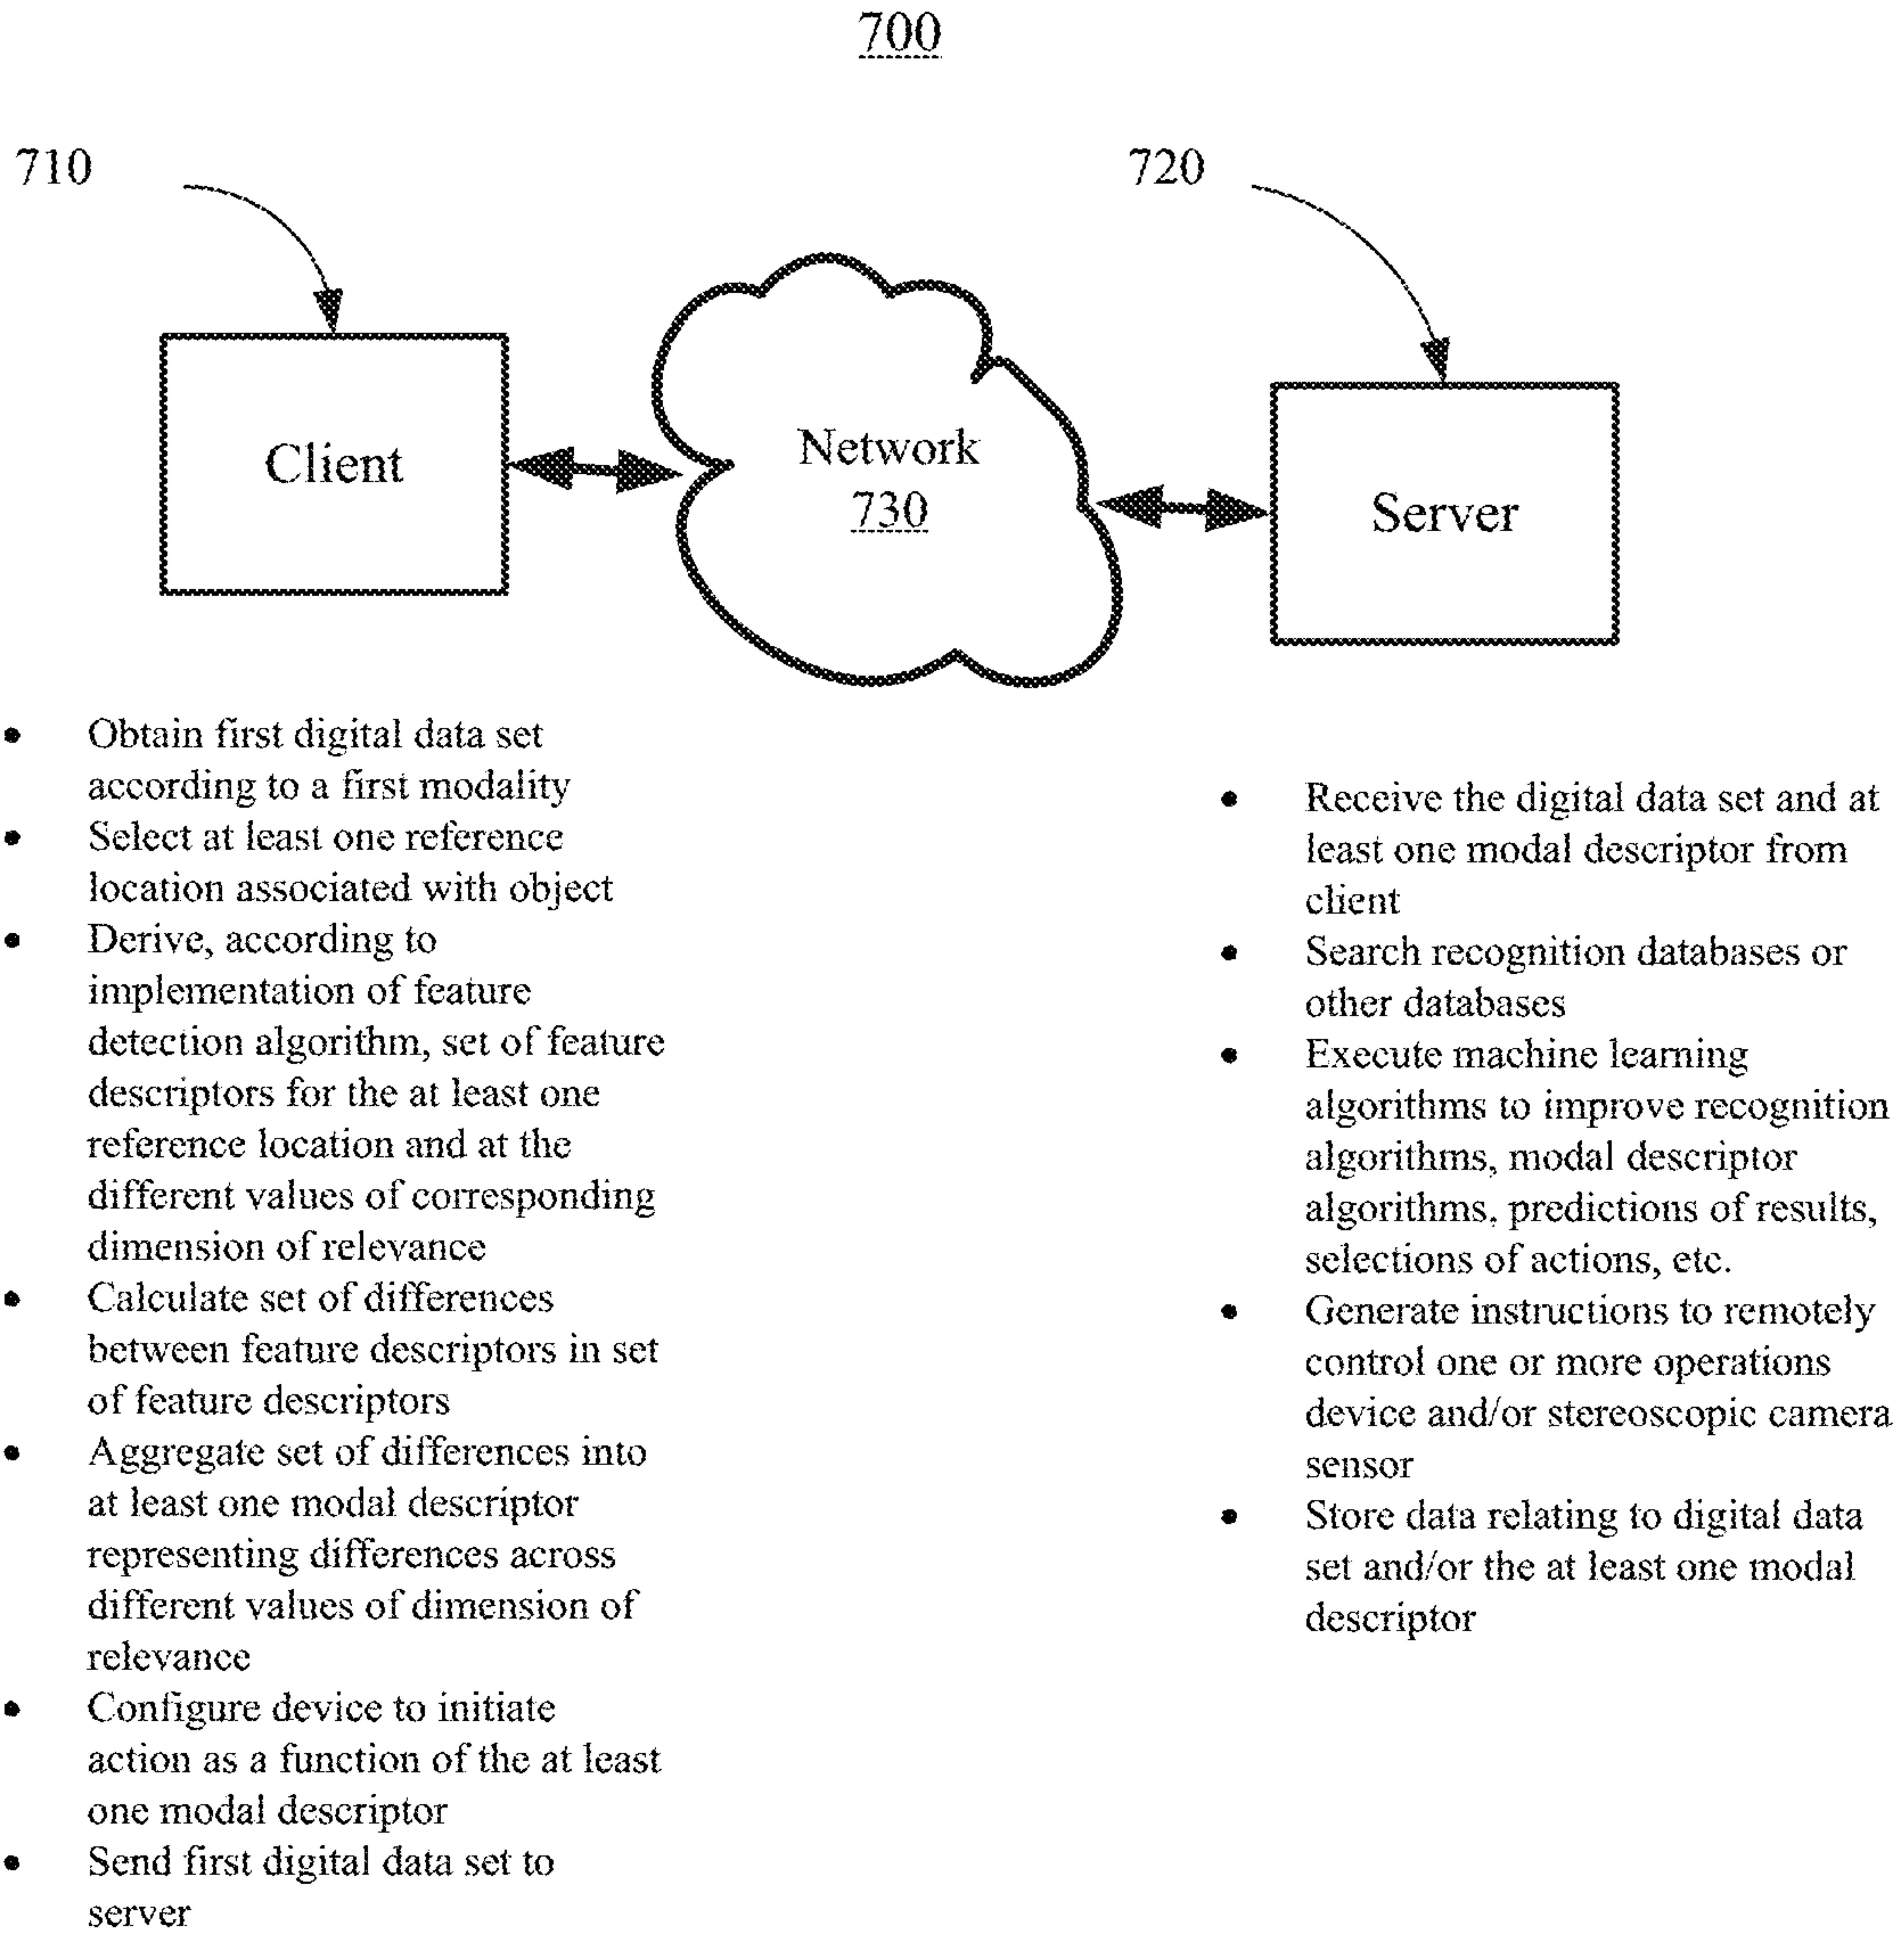 700
710
720
Client
Network
730
Server
• Obtain first digital data set
according to a first modality
• Select at least one reference
location associated with object
• Derive, according to
implementation of feature
detection algorithm, set of feature
descriptors for the at least one
reference location and at the
different values of corresponding
dimension of relevance
• Calculate set of differences
between feature descriptors in set
of feature descriptors
• Aggregate set of differences into
at least one modal descriptor
representing differences across
different values of dimension of
relevance
• Configure device to initiate
action as a function of the at least
one modal descriptor
• Send first digital data set to
server
• Receive the digital data set and at
least one modal descriptor from
client
• Search recognition databases or
other databases
• Execute machine learning
algorithms to improve recognition
algorithms, modal descriptor
algorithms, predictions of results,
selections of actions, etc.
• Generate instructions to remotely
control one or more operations
device and/or stereoscopic camera
sensor
• Store data relating to digital data
set and/or the at least one modal
descriptor